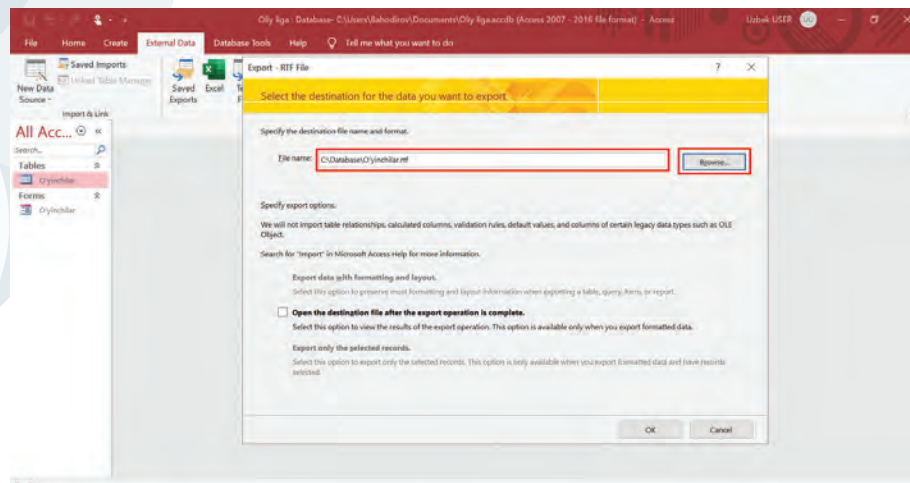 Oliy liga : Database- C:\Users\Bahodirov\Documents\Oliy liga.accdb (Access 2007 - 2016 file format) - Access
Uzbek USER
File Home Create External Data Database Tools Help Tell me what you want to do
Saved Imports
Linked Table Manager
New Data Source
Saved Exports
Excel
Import & Link
All Acc...
Search...
Tables
O'yinchilar
Forms
O'yinchilar
Export - RTF File
? ×
Select the destination for the data you want to export
Specify the destination file name and format.
File name: C:\Database\O'yinchilar.rtf Browse...
Specify export options.
We will not import table relationships, calculated columns, validation rules, default values, and columns of certain legacy data types such as OLE
Object.
Search for "Import" in Microsoft Access Help for more information.
Export data with formatting and layout.
Select this option to preserve most formatting and layout information when exporting a table, query, form, or report.
Open the destination file after the export operation is complete.
Select this option to view the results of the export operation. This option is available only when you export formatted data.
Export only the selected records.
Select this option to export only the selected records. This option is only available when you export formatted data and have records
selected.
OK Cancel